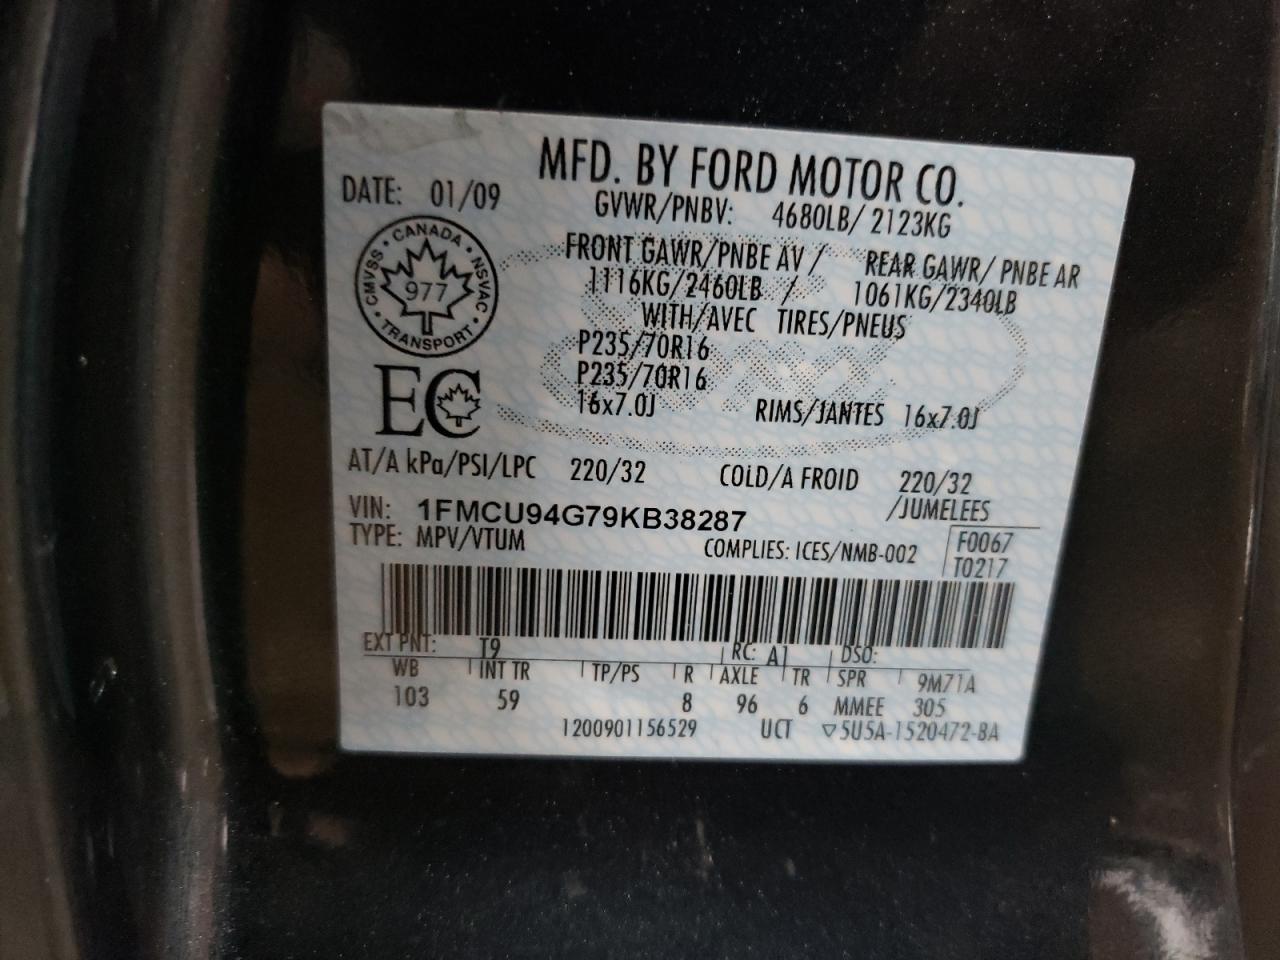 MFD. BY FORD MOTOR CO.
DATE: 01/09
GVWR/PNBV: 4680LB/ 2123KG
CMVSS • CANADA • NSVAC • TRANSPORT •
977
FRONT GAWR/PNBE AV / REAR GAWR/ PNBE AR
1116KG/2460LB / 1061KG/2340LB
WITH/AVEC TIRES/PNEUS
P235/70R16
P235/70R16
16x7.0J RIMS/JANTES 16x7.0J
EC
AT/A kPa/PSI/LPC 220/32 COLD/A FROID 220/32
VIN: 1FMCU94G79KB38287 /JUMELEES
TYPE: MPV/VTUM COMPLIES: ICES/NMB-002 F0067
T0217
EXT PNT: T9 RC: A1 DSO:
WB INT TR TP/PS R AXLE TR SPR 9M71A
103 59 8 96 6 MMEE 305
1200901156529 UCT ▽5U5A-1520472-BA